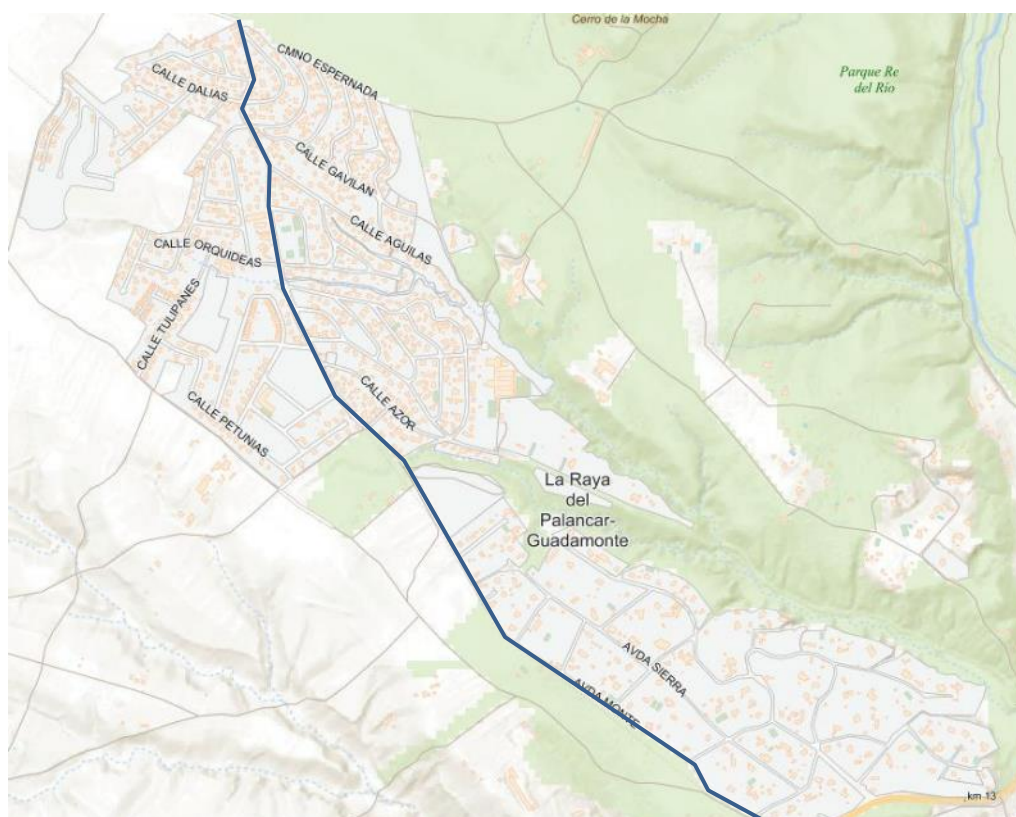 Cerro de la Mocha
CMNO ESPERNADA
Parque Re
del Río
CALLE DALIAS
CALLE GAVILAN
CALLE AGUILAS
CALLE ORQUIDEAS
CALLE TULIPANES
CALLE AZOR
CALLE PETUNIAS
La Raya
del
Palancar-
Guadamonte
AVDA SIERRA
AVDA MONTE
km 13